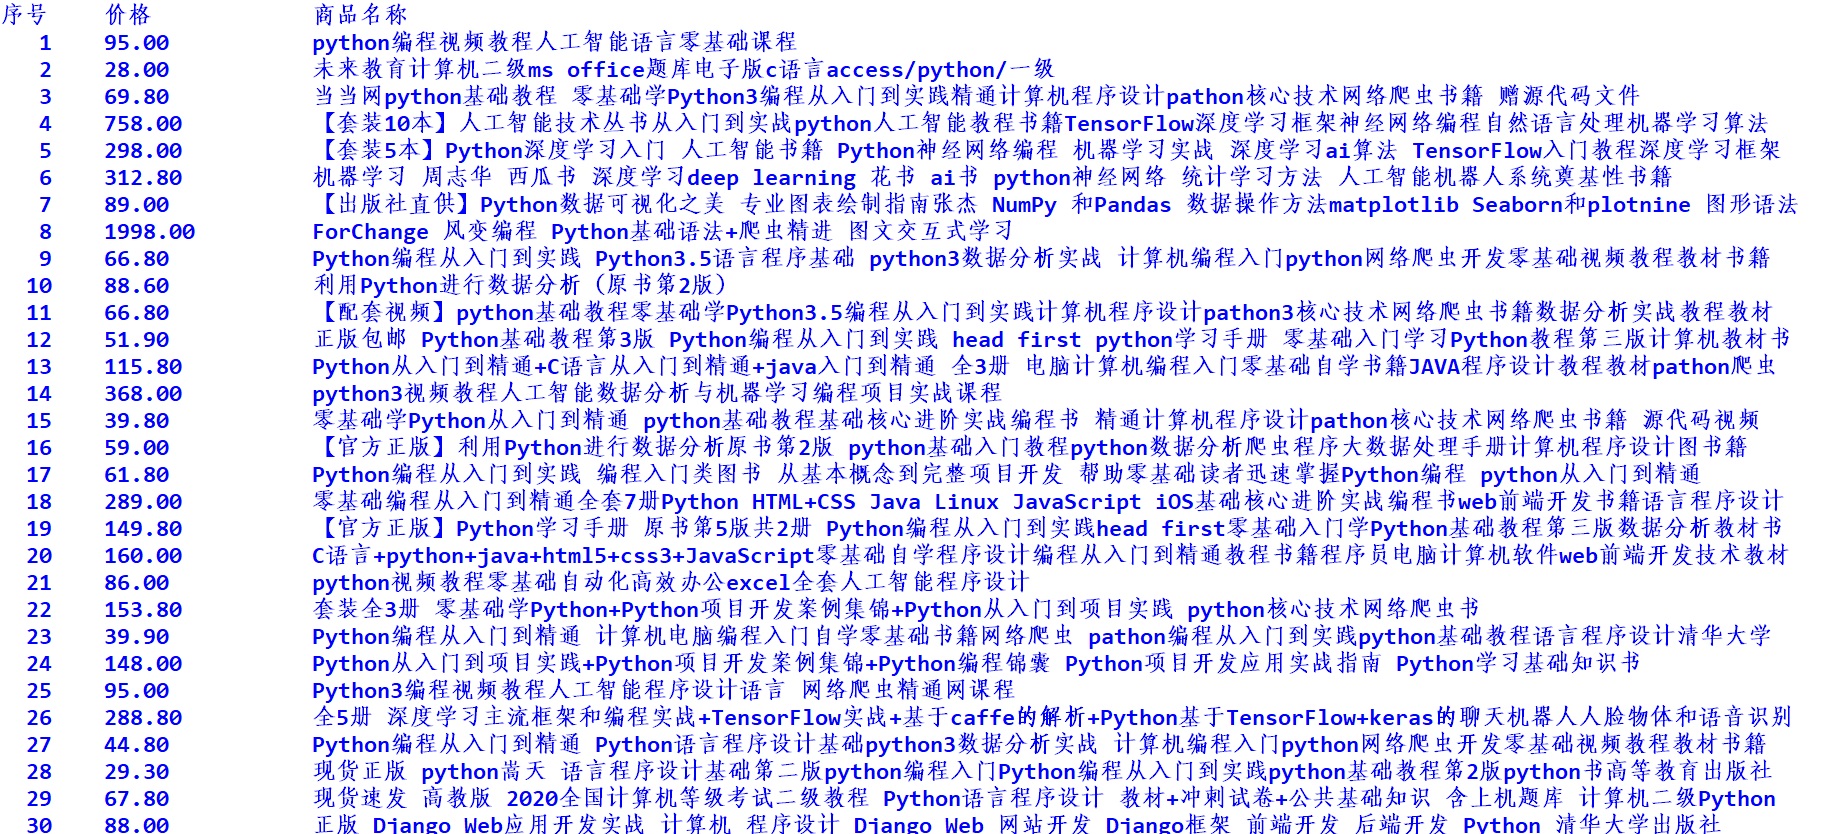 序号 价格 商品名称
1 95.00 python编程视频教程人工智能语言零基础课程
2 28.00 未来教育计算机二级ms office题库电子版c语言access/python/一级
3 69.80 当当网python基础教程 零基础学Python3编程从入门到实践精通计算机程序设计pathon核心技术网络爬虫书籍 赠源代码文件
4 758.00 【套装10本】人工智能技术丛书从入门到实战python人工智能教程书籍TensorFlow深度学习框架神经网络编程自然语言处理机器学习算法
5 298.00 【套装5本】Python深度学习入门 人工智能书籍 Python神经网络编程 机器学习实战 深度学习ai算法 TensorFlow入门教程深度学习框架
6 312.80 机器学习 周志华 西瓜书 深度学习deep learning 花书 ai书 python神经网络 统计学习方法 人工智能机器人系统奠基性书籍
7 89.00 【出版社直供】Python数据可视化之美 专业图表绘制指南张杰 NumPy 和Pandas 数据操作方法matplotlib Seaborn和plotnine 图形语法
8 1998.00 ForChange 风变编程 Python基础语法+爬虫精进 图文交互式学习
9 66.80 Python编程从入门到实践 Python3.5语言程序基础 python3数据分析实战 计算机编程入门python网络爬虫开发零基础视频教程教材书籍
10 88.60 利用Python进行数据分析（原书第2版）
11 66.80 【配套视频】python基础教程零基础学Python3.5编程从入门到实践计算机程序设计pathon3核心技术网络爬虫书籍数据分析实战教程教材
12 51.90 正版包邮 Python基础教程第3版 Python编程从入门到实践 head first python学习手册 零基础入门学习Python教程第三版计算机教材书
13 115.80 Python从入门到精通+C语言从入门到精通+java入门到精通 全3册 电脑计算机编程入门零基础自学书籍JAVA程序设计教程教材pathon爬虫
14 368.00 python3视频教程人工智能数据分析与机器学习编程项目实战课程
15 39.80 零基础学Python从入门到精通 python基础教程基础核心进阶实战编程书 精通计算机程序设计pathon核心技术网络爬虫书籍 源代码视频
16 59.00 【官方正版】利用Python进行数据分析原书第2版 python基础入门教程python数据分析爬虫程序大数据处理手册计算机程序设计图书籍
17 61.80 Python编程从入门到实践 编程入门类图书 从基本概念到完整项目开发 帮助零基础读者迅速掌握Python编程 python从入门到精通
18 289.00 零基础编程从入门到精通全套7册Python HTML+CSS Java Linux JavaScript iOS基础核心进阶实战编程书web前端开发书籍语言程序设计
19 149.80 【官方正版】Python学习手册 原书第5版共2册 Python编程从入门到实践head first零基础入门学Python基础教程第三版数据分析教材书
20 160.00 C语言+python+java+html5+css3+JavaScript零基础自学程序设计编程从入门到精通教程书籍程序员电脑计算机软件web前端开发技术教材
21 86.00 python视频教程零基础自动化高效办公excel全套人工智能程序设计
22 153.80 套装全3册 零基础学Python+Python项目开发案例集锦+Python从入门到项目实践 python核心技术网络爬虫书
23 39.90 Python编程从入门到精通 计算机电脑编程入门自学零基础书籍网络爬虫 pathon编程从入门到实践python基础教程语言程序设计清华大学
24 148.00 Python从入门到项目实践+Python项目开发案例集锦+Python编程锦囊 Python项目开发应用实战指南 Python学习基础知识书
25 95.00 Python3编程视频教程人工智能程序设计语言 网络爬虫精通网课程
26 288.80 全5册 深度学习主流框架和编程实战+TensorFlow实战+基于caffe的解析+Python基于TensorFlow+keras的聊天机器人人脸物体和语音识别
27 44.80 Python编程从入门到精通 Python语言程序设计基础python3数据分析实战 计算机编程入门python网络爬虫开发零基础视频教程教材书籍
28 29.30 现货正版 python嵩天 语言程序设计基础第二版python编程入门Python编程从入门到实践python基础教程第2版python书高等教育出版社
29 67.80 现货速发 高教版 2020全国计算机等级考试二级教程 Python语言程序设计 教材+冲刺试卷+公共基础知识 含上机题库 计算机二级Python
30 88.00 正版 Django Web应用开发实战 计算机 程序设计 Django Web 网站开发 Django框架 前端开发 后端开发 Python 清华大学出版社